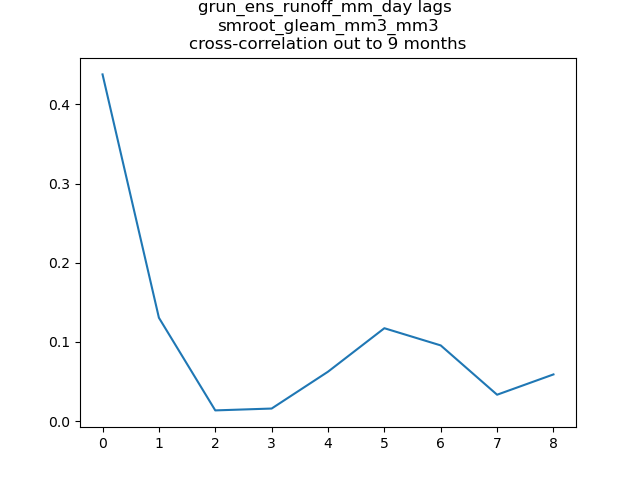 grun_ens_runoff_mm_day lags
smroot_gleam_mm3_mm3
cross-correlation out to 9 months
0.4
0.3
0.2
0.1
0.0
0 1 2 3 4 5 6 7 8